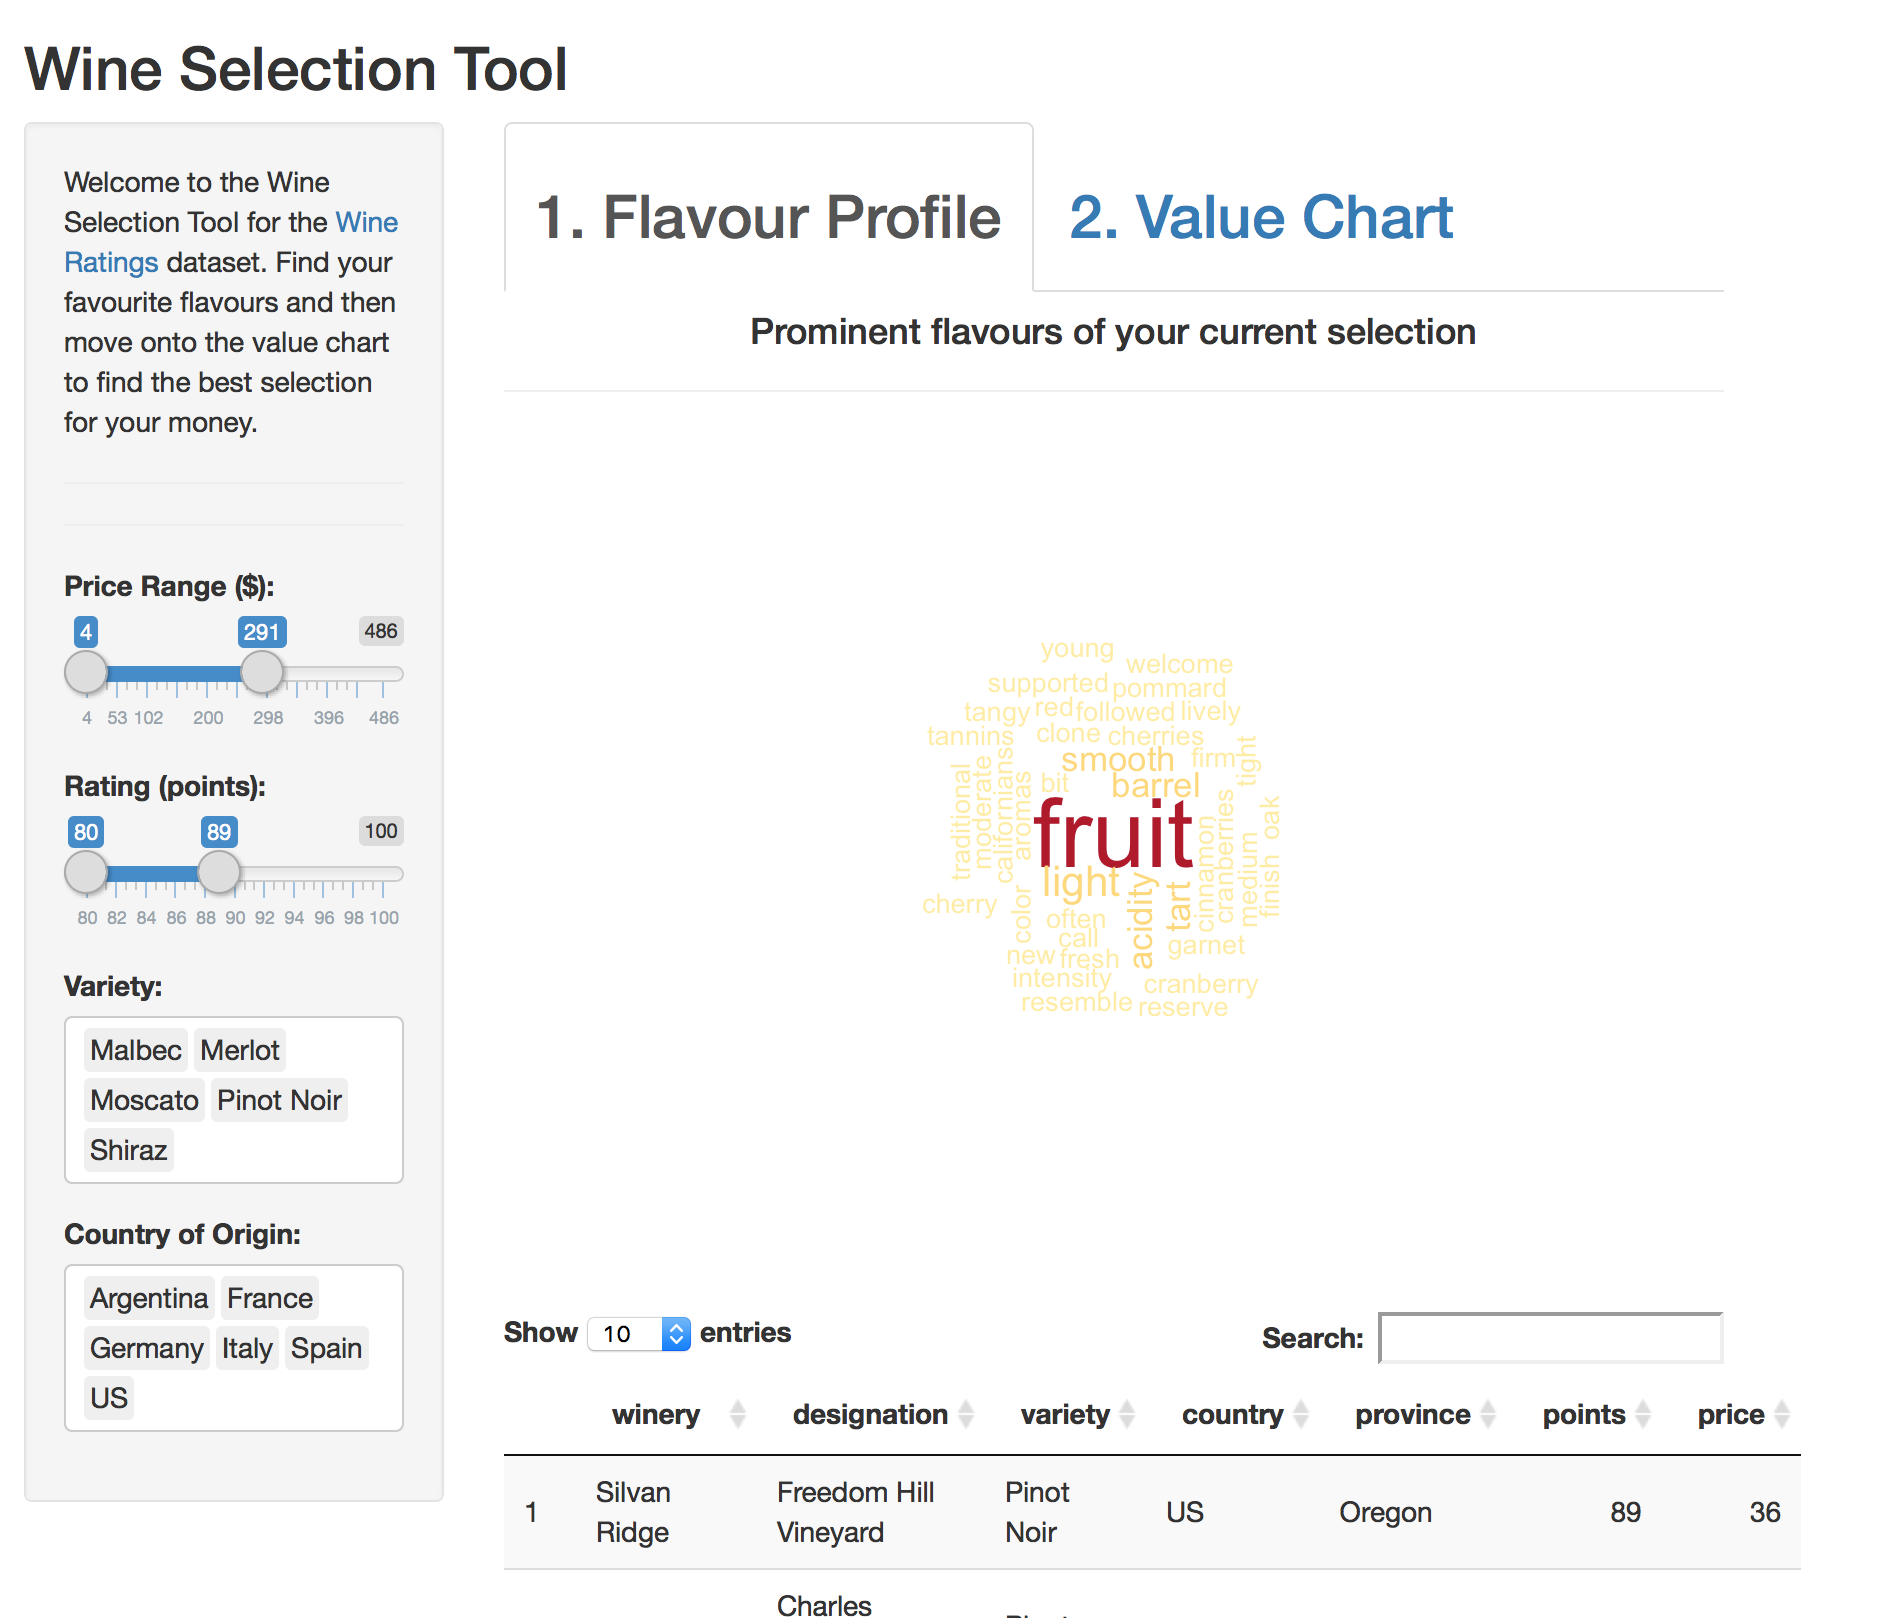 Wine Selection Tool
Welcome to the Wine
Selection Tool for the Wine
Ratings dataset. Find your
favourite flavours and then
move onto the value chart
to find the best selection
for your money.
Price Range ($):
4 291 486
4 53 102 200 298 396 486
Rating (points):
80 89 100
80 82 84 86 88 90 92 94 96 98 100
Variety:
Malbec Merlot
Moscato Pinot Noir
Shiraz
Country of Origin:
Argentina France
Germany Italy Spain
US
1. Flavour Profile 2. Value Chart
Prominent flavours of your current selection
young
welcome
supported
pommard
tangy
red
followed
lively
tannins
clone
cherries
smooth
firm
tight
bit
barrel
traditional
moderate
californians
aromas
fruit
cinnamon
cranberries
medium
oak
finish
light
acidity
tart
cherry
color
often
call
garnet
new
fresh
intensity
cranberry
resemble
reserve
Show 10 entries
Search:
winery designation variety country province points price
1 Silvan Ridge Freedom Hill Vineyard Pinot Noir US Oregon 89 36
Charles